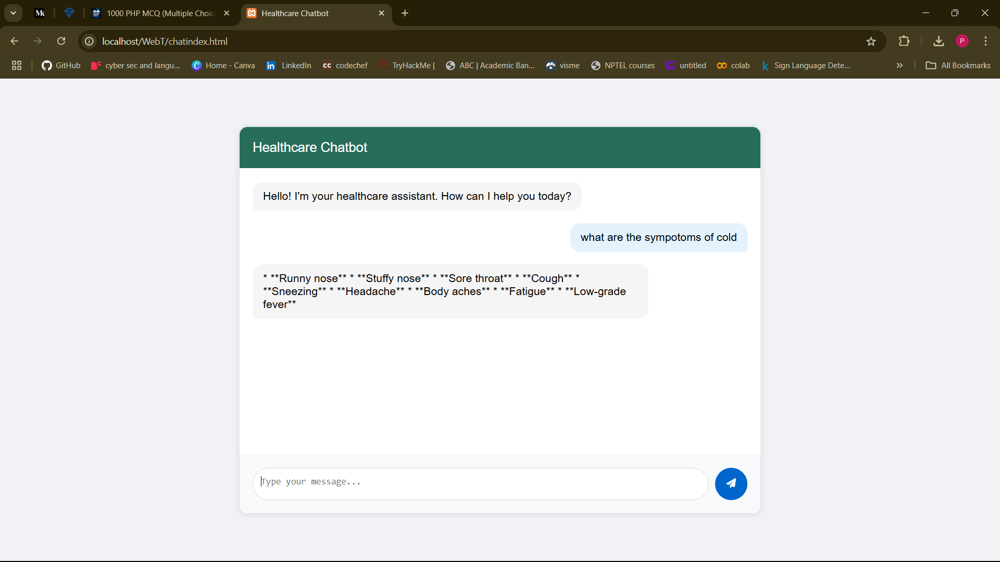 1000 PHP MCQ (Multiple Choic
Healthcare Chatbot
localhost/WebT/chatindex.html
P
GitHub
cyber sec and langu...
Home - Canva
LinkedIn
codechef
TryHackMe |
ABC | Academic Ban...
visme
NPTEL courses
untitled
colab
Sign Language Dete...
All Bookmarks
Healthcare Chatbot
Hello! I'm your healthcare assistant. How can I help you today?
what are the sympotoms of cold
* **Runny nose** * **Stuffy nose** * **Sore throat** * **Cough** *
**Sneezing** * **Headache** * **Body aches** * **Fatigue** * **Low-grade
fever**
Type your message...